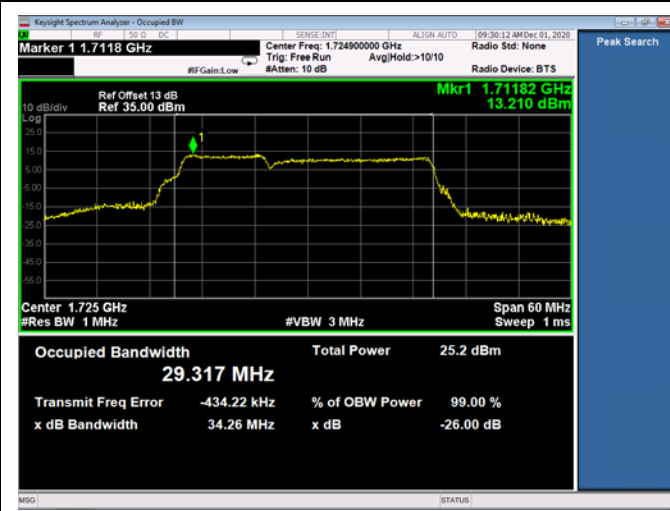 Keysight Spectrum Analyzer - Occupied BW
RF 50 Ω DC SENSE:INT ALIGN AUTO 09:30:12 AM Dec 01, 2020
Marker 1 1.7118 GHz Center Freq: 1.724900000 GHz Radio Std: None Peak Search
Trig: Free Run Avg|Hold:>10/10
#IFGain:Low #Atten: 10 dB Radio Device: BTS
Ref Offset 13 dB Mkr1 1.71182 GHz
10 dB/div Ref 35.00 dBm 13.210 dBm
Log
25.0
1
15.0
5.00
-5.00
-15.0
-25.0
-35.0
-45.0
-55.0
Center 1.725 GHz Span 60 MHz
#Res BW 1 MHz #VBW 3 MHz Sweep 1 ms
Occupied Bandwidth Total Power 25.2 dBm
29.317 MHz
Transmit Freq Error -434.22 kHz % of OBW Power 99.00 %
x dB Bandwidth 34.26 MHz x dB -26.00 dB
MSG STATUS